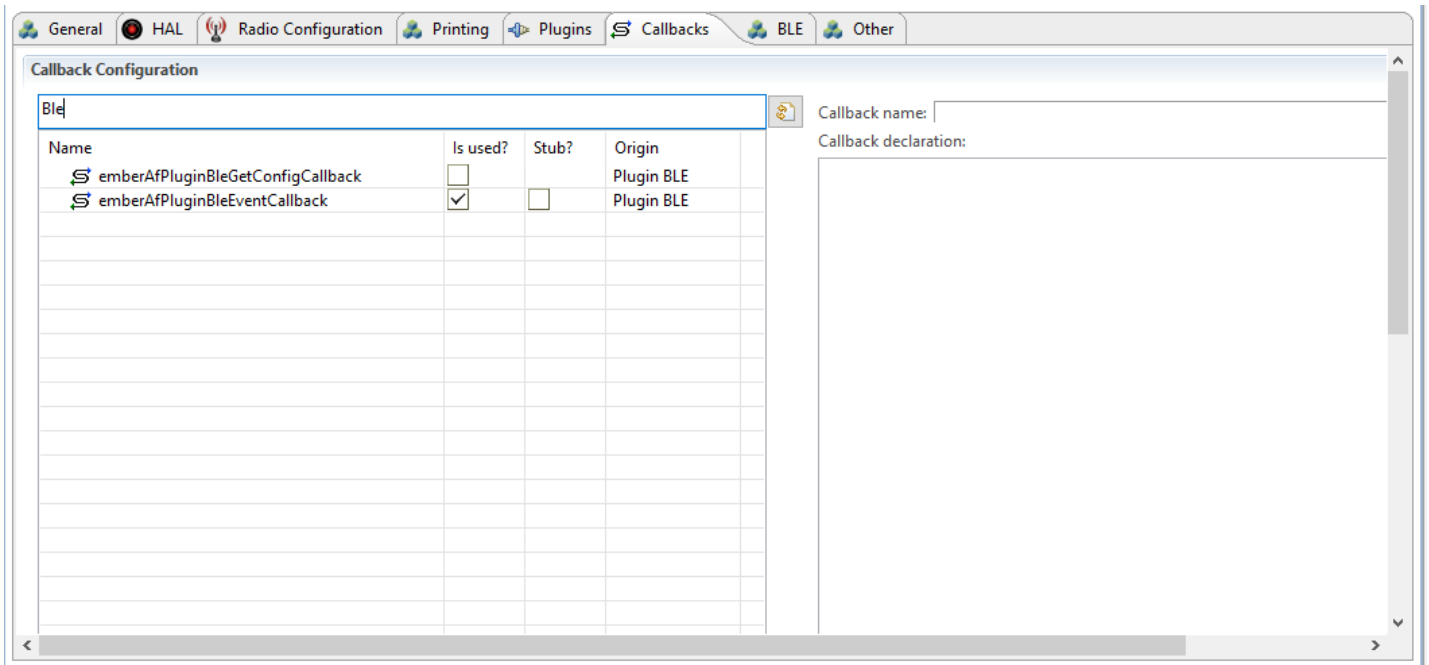 General HAL Radio Configuration Printing Plugins Callbacks BLE Other
Callback Configuration
Ble
Callback name:
Callback declaration:
Name Is used? Stub? Origin
emberAfPluginBleGetConfigCallback Plugin BLE
emberAfPluginBleEventCallback Plugin BLE